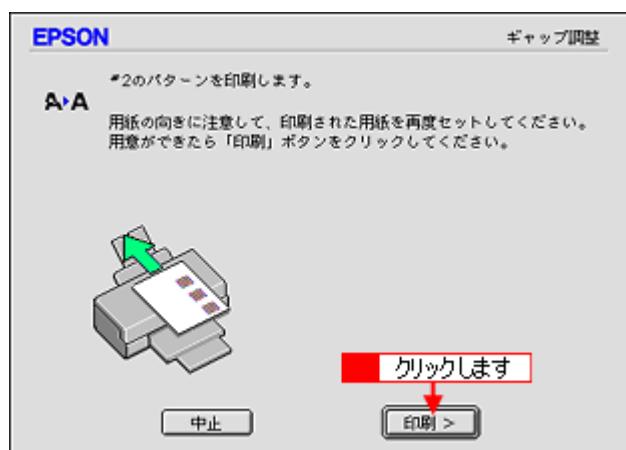 EPSON
ギャップ調整
#2のパターンを印刷します。
A▸A
用紙の向きに注意して、印刷された用紙を再度セットしてください。
用意ができたら「印刷」ボタンをクリックしてください。
クリックします
中止
印刷 >